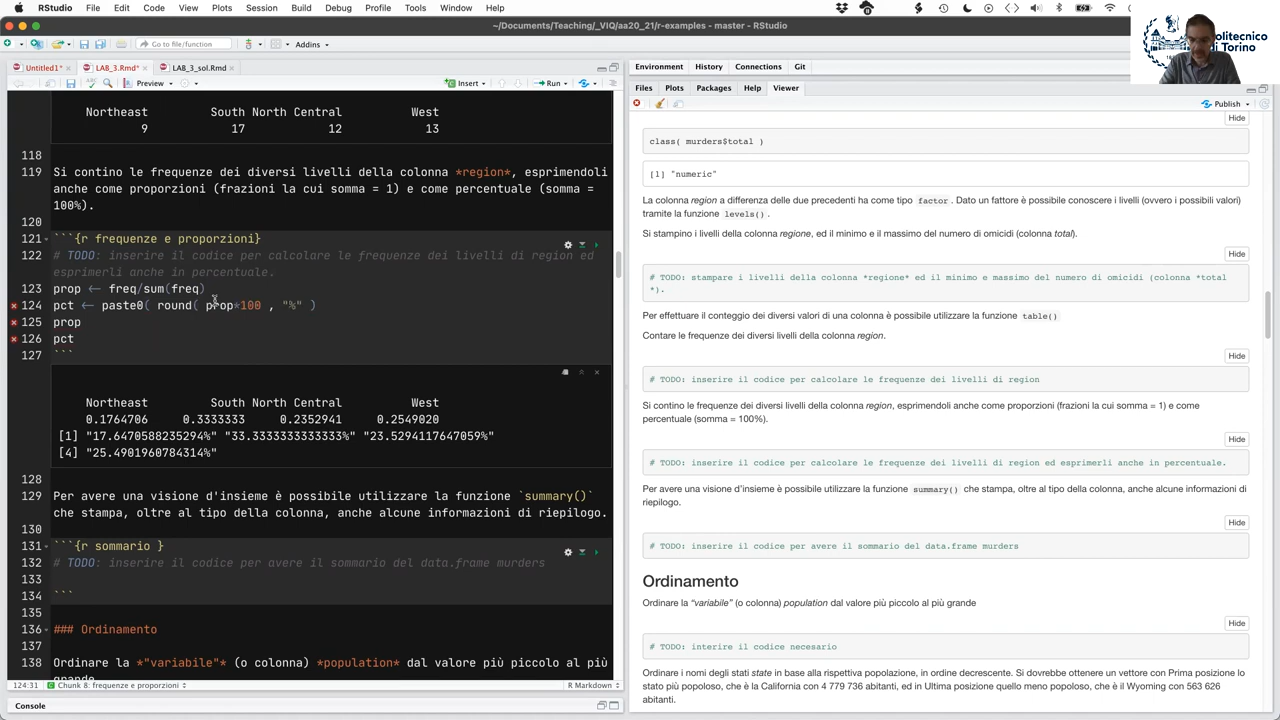 RStudio File Edit Code View Plots Session Build Debug Profile Tools Window Help
~/Documents/Teaching/_VIQ/aa20_21/r-examples - master - RStudio
Politecnico
di Torino
Go to file/function Addins
Untitled1* LAB_3.Rmd* LAB_3_sol.Rmd
Preview Insert Run
Northeast South North Central West
9 17 12 13
118
119 Si contino le frequenze dei diversi livelli della colonna *region*, esprimendoli
anche come proporzioni (frazioni la cui somma = 1) e come percentuale (somma =
100%).
120
121 ```{r frequenze e proporzioni}
122 # TODO: inserire il codice per calcolare le frequenze dei livelli di region ed
esprimerli anche in percentuale.
123 prop <- freq/sum(freq)
124 pct <- paste0( round( prop*100 , "%" )
125 prop
126 pct
127 ```
Northeast South North Central West
0.1764706 0.3333333 0.2352941 0.2549020
[1] "17.6470588235294%" "33.3333333333333%" "23.5294117647059%"
[4] "25.4901960784314%"
128
129 Per avere una visione d'insieme è possibile utilizzare la funzione `summary()`
che stampa, oltre al tipo della colonna, anche alcune informazioni di riepilogo.
130
131 ```{r sommario }
132 # TODO: inserire il codice per avere il sommario del data.frame murders
133
134 ```
135
136 ### Ordinamento
137
138 Ordinare la *"variabile"* (o colonna) *population* dal valore più piccolo al più
grande
124:31 Chunk 8: frequenze e proporzioni R Markdown
Console
Environment History Connections Git
Files Plots Packages Help Viewer
Publish
Hide
class( murders$total )
[1] "numeric"
La colonna region a differenza delle due precedenti ha come tipo factor . Dato un fattore è possibile conoscere i livelli (ovvero i possibili valori)
tramite la funzione levels() .
Si stampino i livelli della colonna regione, ed il minimo e il massimo del numero di omicidi (colonna total).
Hide
# TODO: stampare i livelli della colonna *regione* ed il minimo e massimo del numero di omicidi (colonna *total
*).
Per effettuare il conteggio dei diversi valori di una colonna è possibile utilizzare la funzione table()
Contare le frequenze dei diversi livelli della colonna region.
Hide
# TODO: inserire il codice per calcolare le frequenze dei livelli di region
Si contino le frequenze dei diversi livelli della colonna region, esprimendoli anche come proporzioni (frazioni la cui somma = 1) e come
percentuale (somma = 100%).
Hide
# TODO: inserire il codice per calcolare le frequenze dei livelli di region ed esprimerli anche in percentuale.
Per avere una visione d'insieme è possibile utilizzare la funzione summary() che stampa, oltre al tipo della colonna, anche alcune informazioni di
riepilogo.
Hide
# TODO: inserire il codice per avere il sommario del data.frame murders
Ordinamento
Ordinare la "variabile" (o colonna) population dal valore più piccolo al più grande
Hide
# TODO: interire il codice necesario
Ordinare i nomi degli stati state in base alla rispettiva popolazione, in ordine decrescente. Si dovrebbe ottenere un vettore con Prima posizione lo
stato più popoloso, che è la California con 4 779 736 abitanti, ed in Ultima posizione quello meno popoloso, che è il Wyoming con 563 626
abitanti.